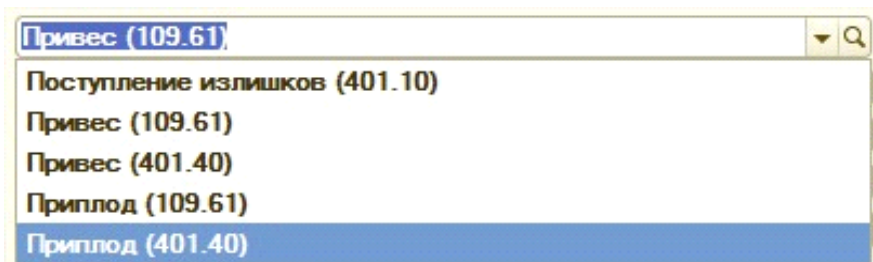 Привес (109.61)
Поступление излишков (401.10)
Привес (109.61)
Привес (401.40)
Приплод (109.61)
Приплод (401.40)